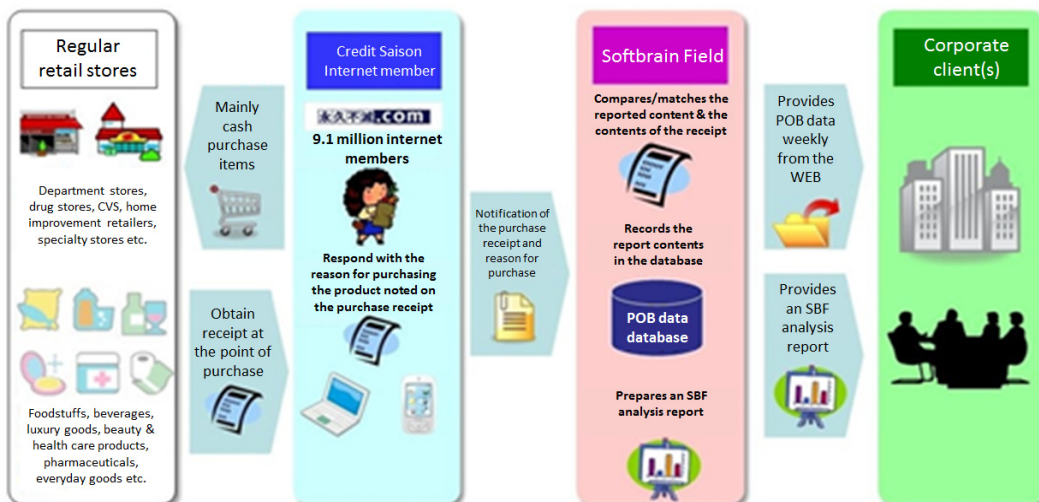 Regular
retail stores
Department stores,
drug stores, CVS, home
improvement retailers,
specialty stores etc.
Foodstuffs, beverages,
luxury goods, beauty &
health care products,
pharmaceuticals,
everyday goods etc.
Mainly
cash
purchase
items
Obtain
receipt at
the point of
purchase
Credit Saison
Internet member
永久不滅.com
9.1 million internet
members
Respond with the
reason for purchasing
the product noted on
the purchase receipt
Notification of
the purchase
receipt and
reason for
purchase
Softbrain Field
Compares/matches the
reported content & the
contents of the receipt
Records the
report contents
in the database
POB data
database
Prepares an SBF
analysis report
Provides
POB data
weekly
from the
WEB
Provides
an SBF
analysis
report
Corporate
client(s)